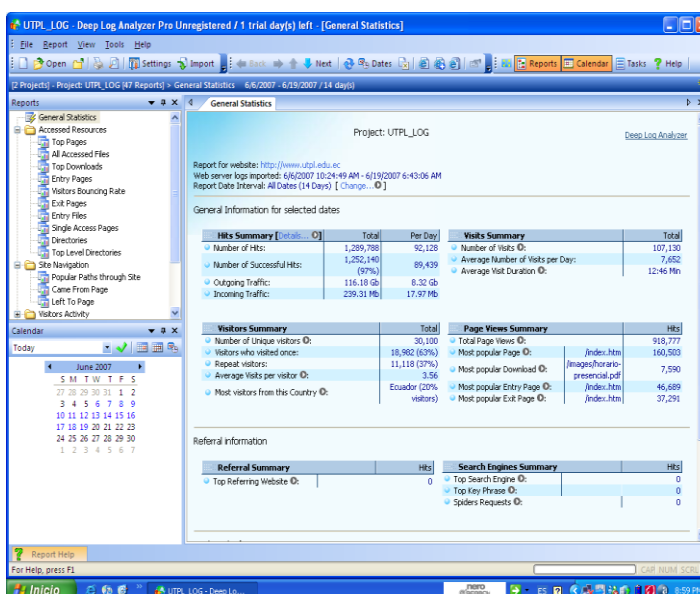 UTPL_LOG - Deep Log Analyzer Pro Unregistered / 1 trial day(s) left - [General Statistics]
File Report View Tools Help
Open Settings Import Back Next Dates Reports Calendar Tasks Help
[2 Projects] - Project: UTPL_LOG [47 Reports] > General Statistics 6/6/2007 - 6/19/2007 / 14 day(s)
Reports
General Statistics
Accessed Resources
Top Pages
All Accessed Files
Top Downloads
Entry Pages
Visitors Bouncing Rate
Exit Pages
Entry Files
Single Access Pages
Directories
Top Level Directories
Site Navigation
Popular Paths through Site
Came From Page
Left To Page
Visitors Activity
Calendar
Today
June 2007
S M T W T F S
27 28 29 30 31 1 2
3 4 5 6 7 8 9
10 11 12 13 14 15 16
17 18 19 20 21 22 23
24 25 26 27 28 29 30
1 2 3 4 5 6 7
General Statistics
Project: UTPL_LOG
Deep Log Analyzer
Report for website: http://www.utpl.edu.ec
Web server logs imported: 6/6/2007 10:24:49 AM - 6/19/2007 6:43:06 AM
Report Date Interval: All Dates (14 Days) [ Change... ]
General Information for selected dates
Hits Summary [Details... ] Total Per Day
Number of Hits: 1,289,788 92,128
Number of Successful Hits: 1,252,140 (97%) 89,439
Outgoing Traffic: 116.18 Gb 8.32 Gb
Incoming Traffic: 239.31 Mb 17.97 Mb
Visits Summary Total
Number of Visits : 107,130
Average Number of Visits per Day: 7,652
Average Visit Duration : 12:46 Min
Visitors Summary Total
Number of Unique visitors : 30,100
Visitors who visited once: 18,982 (63%)
Repeat visitors: 11,118 (37%)
Average Visits per visitor : 3.56
Most visitors from this Country : Ecuador (20% visitors)
Page Views Summary Hits
Total Page Views : 918,777
Most popular Page : /index.htm 160,503
Most popular Download : /images/horario-presencial.pdf 7,590
Most popular Entry Page : /index.htm 46,689
Most popular Exit Page : /index.htm 37,291
Referral information
Referral Summary Hits
Top Referring Website : 0
Search Engines Summary Hits
Top Search Engine : 0
Top Key Phrase : 0
Spiders Requests : 0
Report Help
For Help, press F1
CAP NUM SCRL
Inicio
UTPL_LOG - Deep Lo...
nero
ES
8:59 PM